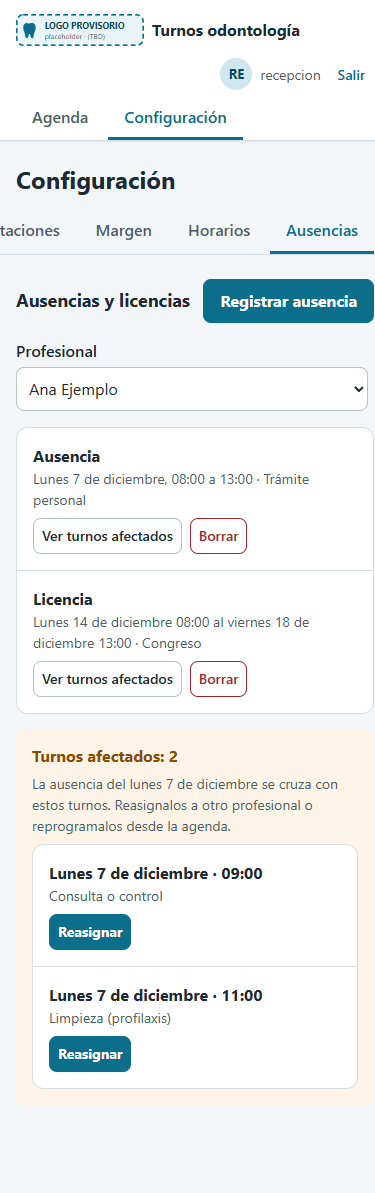 LOGO PROVISORIO
placeholder · (TBD)
Turnos odontología
RE
recepcion
Salir
Agenda
Configuración
Configuración
taciones
Margen
Horarios
Ausencias
Ausencias y licencias
Registrar ausencia
Profesional
Ana Ejemplo
Ausencia
Lunes 7 de diciembre, 08:00 a 13:00 · Trámite
personal
Ver turnos afectados
Borrar
Licencia
Lunes 14 de diciembre 08:00 al viernes 18 de
diciembre 13:00 · Congreso
Ver turnos afectados
Borrar
Turnos afectados: 2
La ausencia del lunes 7 de diciembre se cruza con
estos turnos. Reasignalos a otro profesional o
reprogramalos desde la agenda.
Lunes 7 de diciembre · 09:00
Consulta o control
Reasignar
Lunes 7 de diciembre · 11:00
Limpieza (profilaxis)
Reasignar